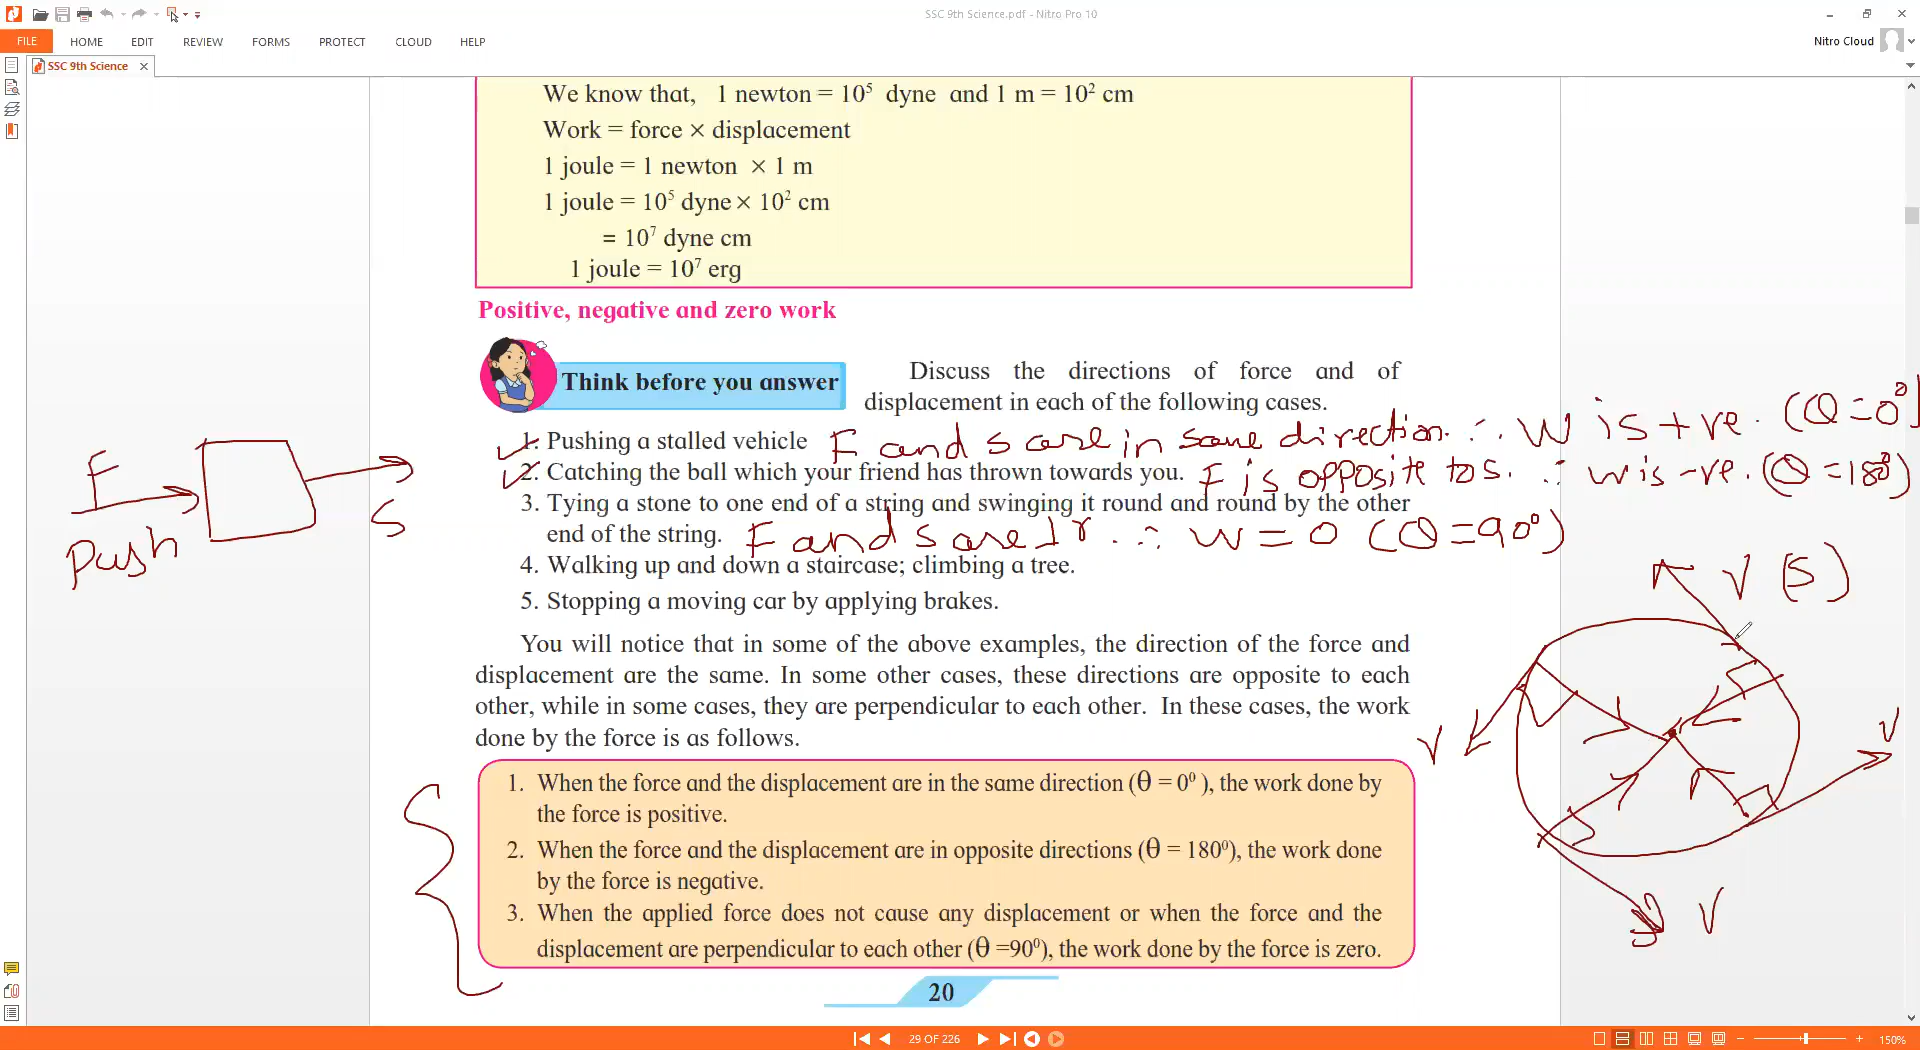 SSC 9th Science.pdf - Nitro Pro 10
FILE HOME EDIT REVIEW FORMS PROTECT CLOUD HELP
Nitro Cloud
SSC 9th Science
We know that, 1 newton = 10⁵ dyne and 1 m = 10² cm
Work = force × displacement
1 joule = 1 newton × 1 m
1 joule = 10⁵ dyne × 10² cm
= 10⁷ dyne cm
1 joule = 10⁷ erg
Positive, negative and zero work
Think before you answer
Discuss the directions of force and of
displacement in each of the following cases.
1. Pushing a stalled vehicle F and S are in same direction. ∴ W is +ve. (θ = 0⁰)
2. Catching the ball which your friend has thrown towards you. F is opposite to S. ∴ W is -ve. (θ = 180⁰)
3. Tying a stone to one end of a string and swinging it round and round by the other
end of the string. F and S are ⊥r. ∴ W = 0 (θ = 90⁰)
4. Walking up and down a staircase; climbing a tree.
5. Stopping a moving car by applying brakes.
F
Push
S
V (S)
V
V
V
You will notice that in some of the above examples, the direction of the force and
displacement are the same. In some other cases, these directions are opposite to each
other, while in some cases, they are perpendicular to each other. In these cases, the work
done by the force is as follows.
1. When the force and the displacement are in the same direction (θ = 0⁰ ), the work done by
the force is positive.
2. When the force and the displacement are in opposite directions (θ = 180⁰), the work done
by the force is negative.
3. When the applied force does not cause any displacement or when the force and the
displacement are perpendicular to each other (θ =90⁰), the work done by the force is zero.
20
29 OF 226
150%